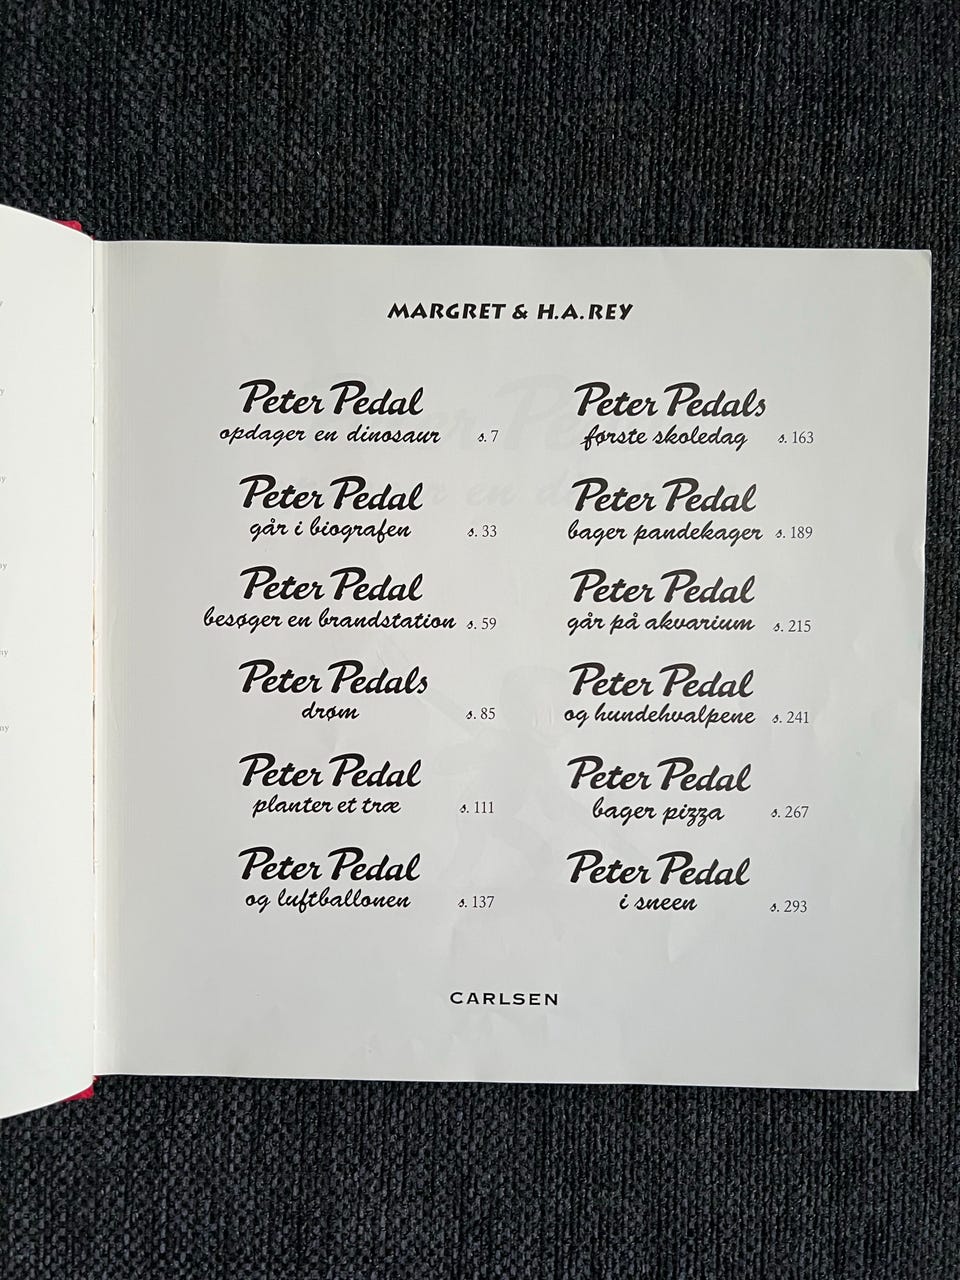 MARGRET & H.A. REY
Peter Pedal
opdager en dinosaur s. 7
Peter Pedal
går i biografen s. 33
Peter Pedal
besøger en brandstation s. 59
Peter Pedals
drøm s. 85
Peter Pedal
planter et træ s. 111
Peter Pedal
og luftballonen s. 137
Peter Pedals
første skoledag s. 163
Peter Pedal
bager pandekager s. 189
Peter Pedal
går på akvarium s. 215
Peter Pedal
og hundehvalpene s. 241
Peter Pedal
bager pizza s. 267
Peter Pedal
i sneen s. 293
CARLSEN